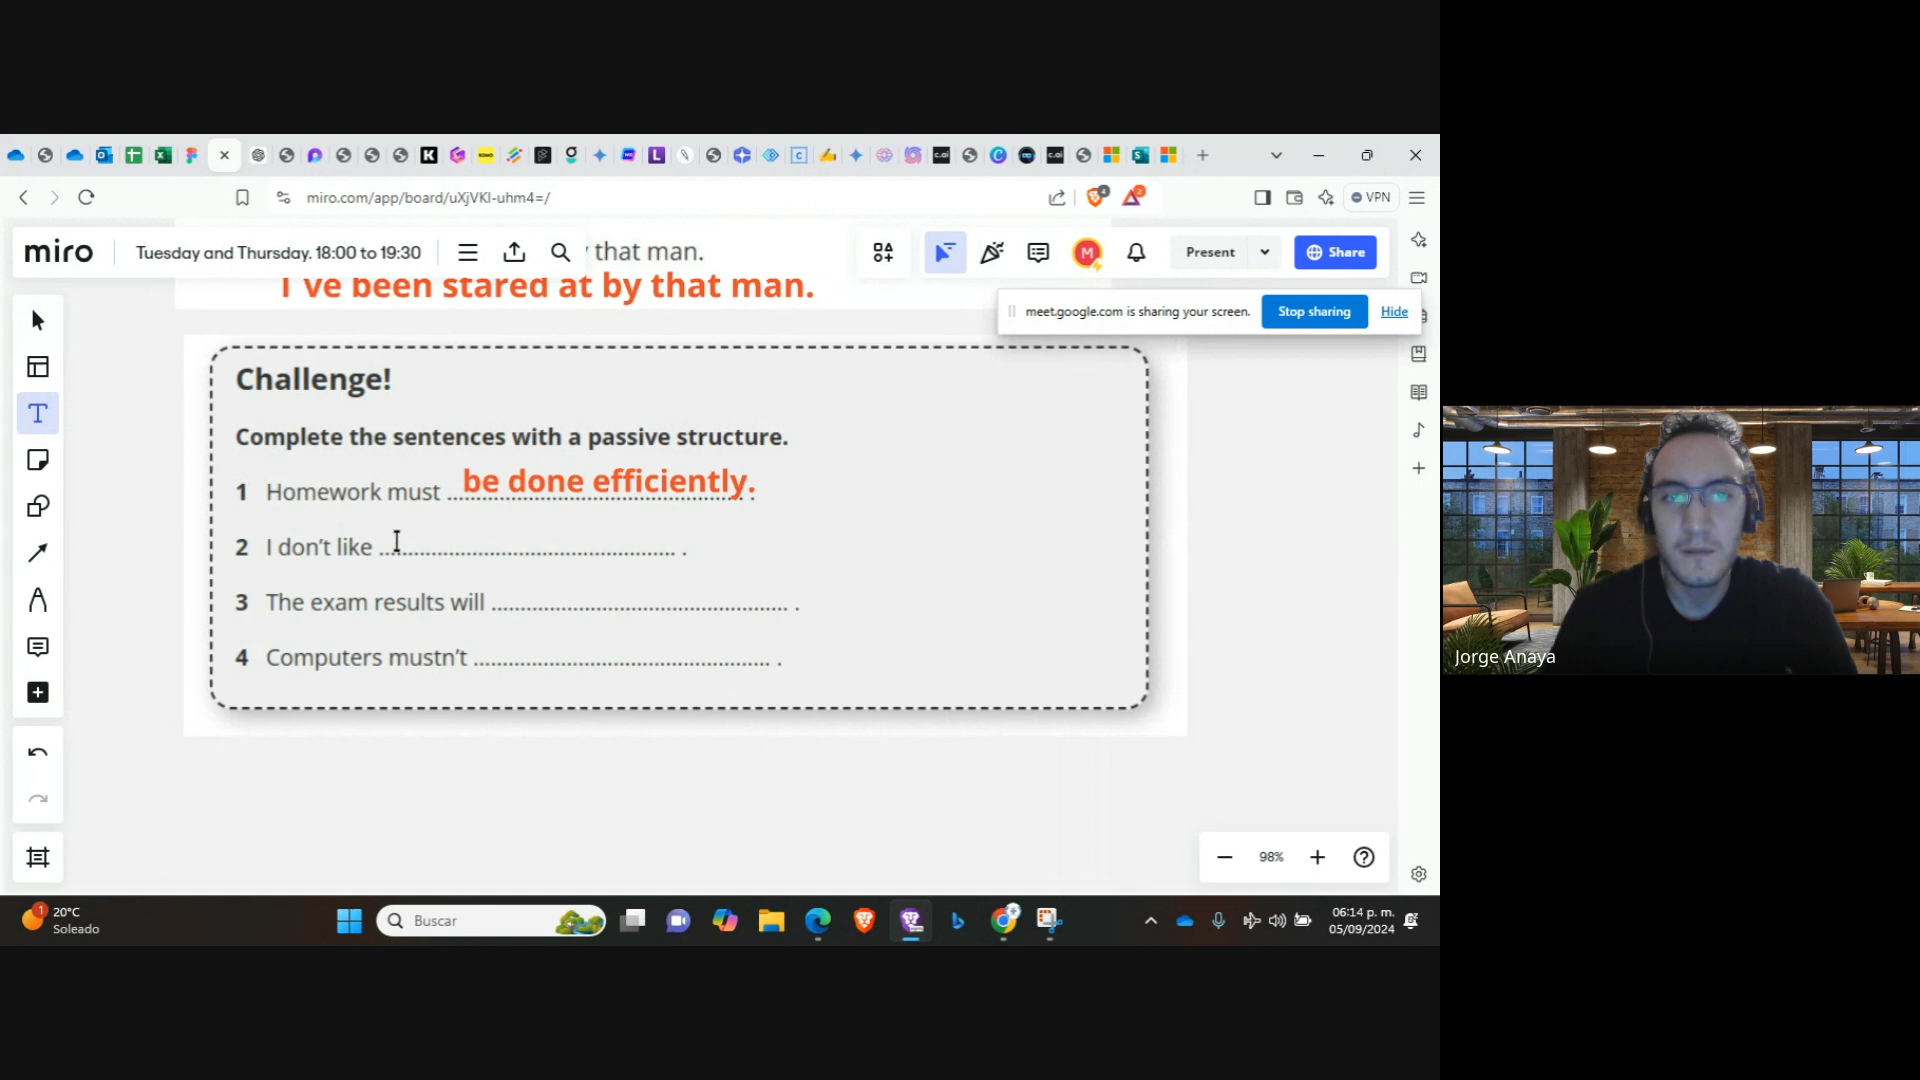 miro.com/app/board/uXjVKl-uhm4=/
VPN
miro
Tuesday and Thursday. 18:00 to 19:30
that man.
M
Present
Share
I 've been stared at by that man.
meet.google.com is sharing your screen.
Stop sharing
Hide
Challenge!
Complete the sentences with a passive structure.
1 Homework must .... be done efficiently. .
2 I don't like .................................................. .
3 The exam results will .................................................. .
4 Computers mustn't .................................................. .
Jorge Anaya
98%
20°C
Soleado
Buscar
06:14 p. m.
05/09/2024